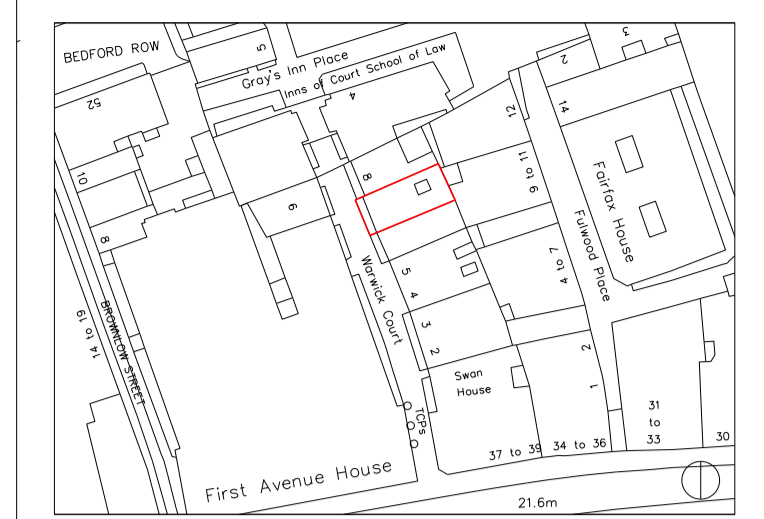 BEDFORD ROW
5
Gray's Inn Place
Inns of Court School of Law
3
2
52
4
12
14
10
8
9 to 11
Fairfax House
6
8
Fulwood Place
Warwick Court
5
4
4 to 7
BROWNLOW STREET
14 to 19
3
2
2
Swan
House
1
TCPs
31
to
33
37 to 39
34 to 36
30
First Avenue House
21.6m